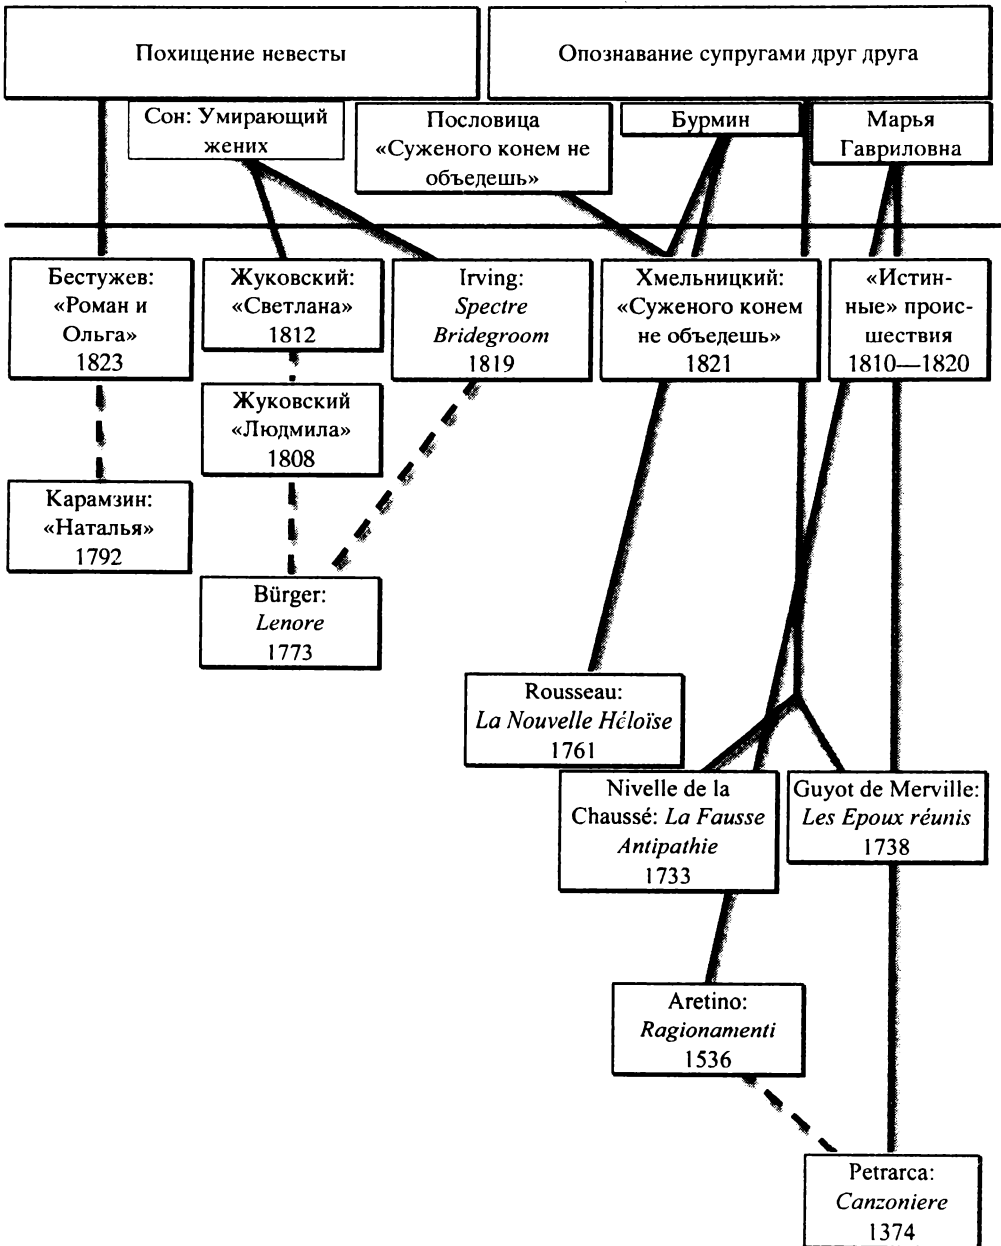 Похищение невесты
Опознавание супругами друг друга
Сон: Умирающий
жених
Пословица
«Суженого конем не
объедешь»
Бурмин
Марья
Гавриловна
Бестужев:
«Роман и
Ольга»
1823
Жуковский:
«Светлана»
1812
Irving:
Spectre
Bridegroom
1819
Хмельницкий:
«Суженого конем
не объедешь»
1821
«Истин-
ные» проис-
шествия
1810—1820
Жуковский
«Людмила»
1808
Карамзин:
«Наталья»
1792
Bürger:
Lenore
1773
Rousseau:
La Nouvelle Héloïse
1761
Nivelle de la
Chaussé: La Fausse
Antipathie
1733
Guyot de Merville:
Les Epoux réunis
1738
Aretino:
Ragionamenti
1536
Petrarca:
Canzoniere
1374